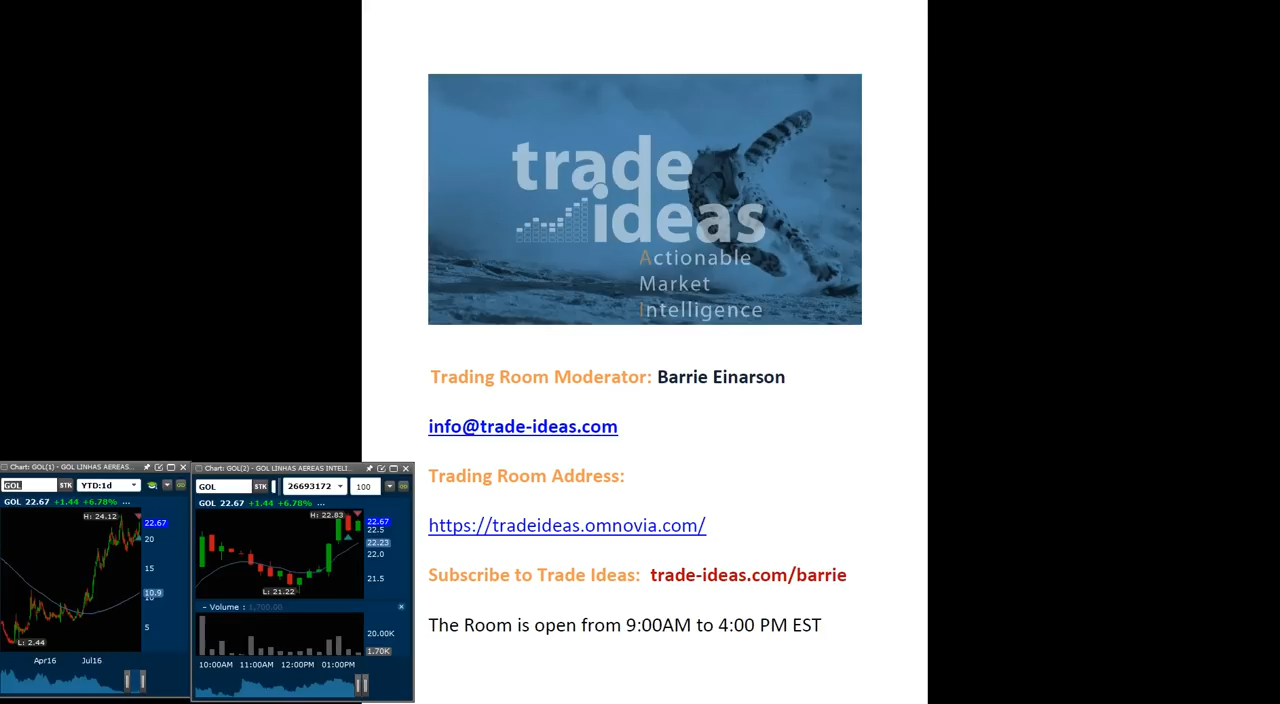 trade
ideas
Actionable
Market
Intelligence
Trading Room Moderator: Barrie Einarson
info@trade-ideas.com
Trading Room Address:
https://tradeideas.omnovia.com/
Subscribe to Trade Ideas: trade-ideas.com/barrie
The Room is open from 9:00AM to 4:00 PM EST
Chart: GOL(1) - GOL LINHAS AEREAS...
GOL STK YTD:1d
GOL 22.67 +1.44 +6.78% ...
H: 24.12
22.67
20
15
10.9
10
5
L: 2.44
Apr16 Jul16
Chart: GOL(2) - GOL LINHAS AEREAS INTELI...
GOL STK 26693172 100
GOL 22.67 +1.44 +6.78% ...
H: 22.83
22.67
22.5
22.23
22.0
21.5
L: 21.22
- Volume : 1,700.00
20.00K
1.70K
10:00AM 11:00AM 12:00PM 01:00PM